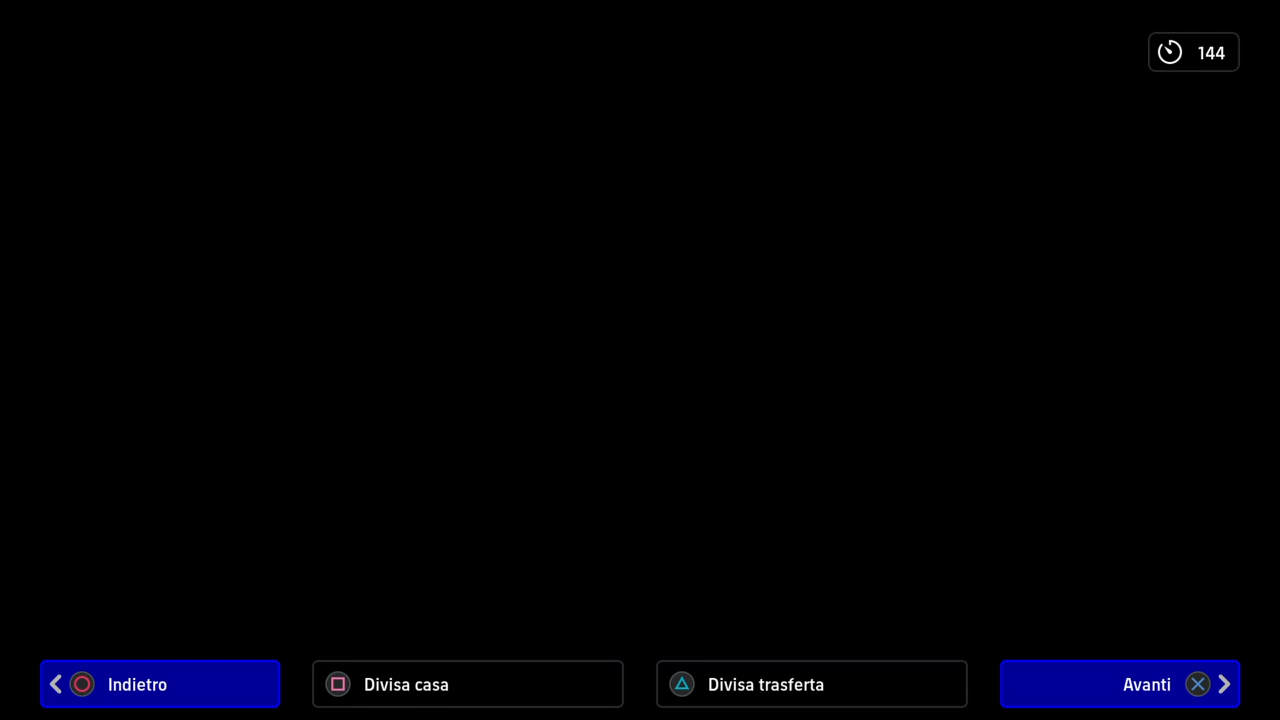 144
Indietro
Divisa casa
Divisa trasferta
Avanti